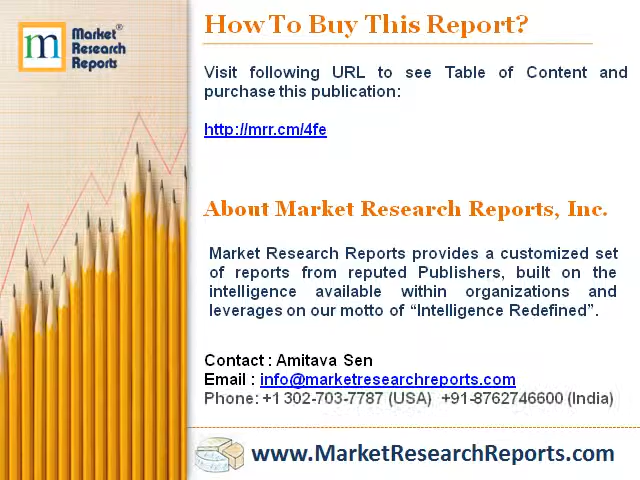 m
Market®
Research
Reports
How To Buy This Report?
Visit following URL to see Table of Content and
purchase this publication:
http://mrr.cm/4fe
About Market Research Reports, Inc.
Market Research Reports provides a customized set
of reports from reputed Publishers, built on the
intelligence available within organizations and
leverages on our motto of “Intelligence Redefined”.
Contact : Amitava Sen
Email : info@marketresearchreports.com
Phone: +1 302-703-7787 (USA) +91-8762746600 (India)
www.MarketResearchReports.com